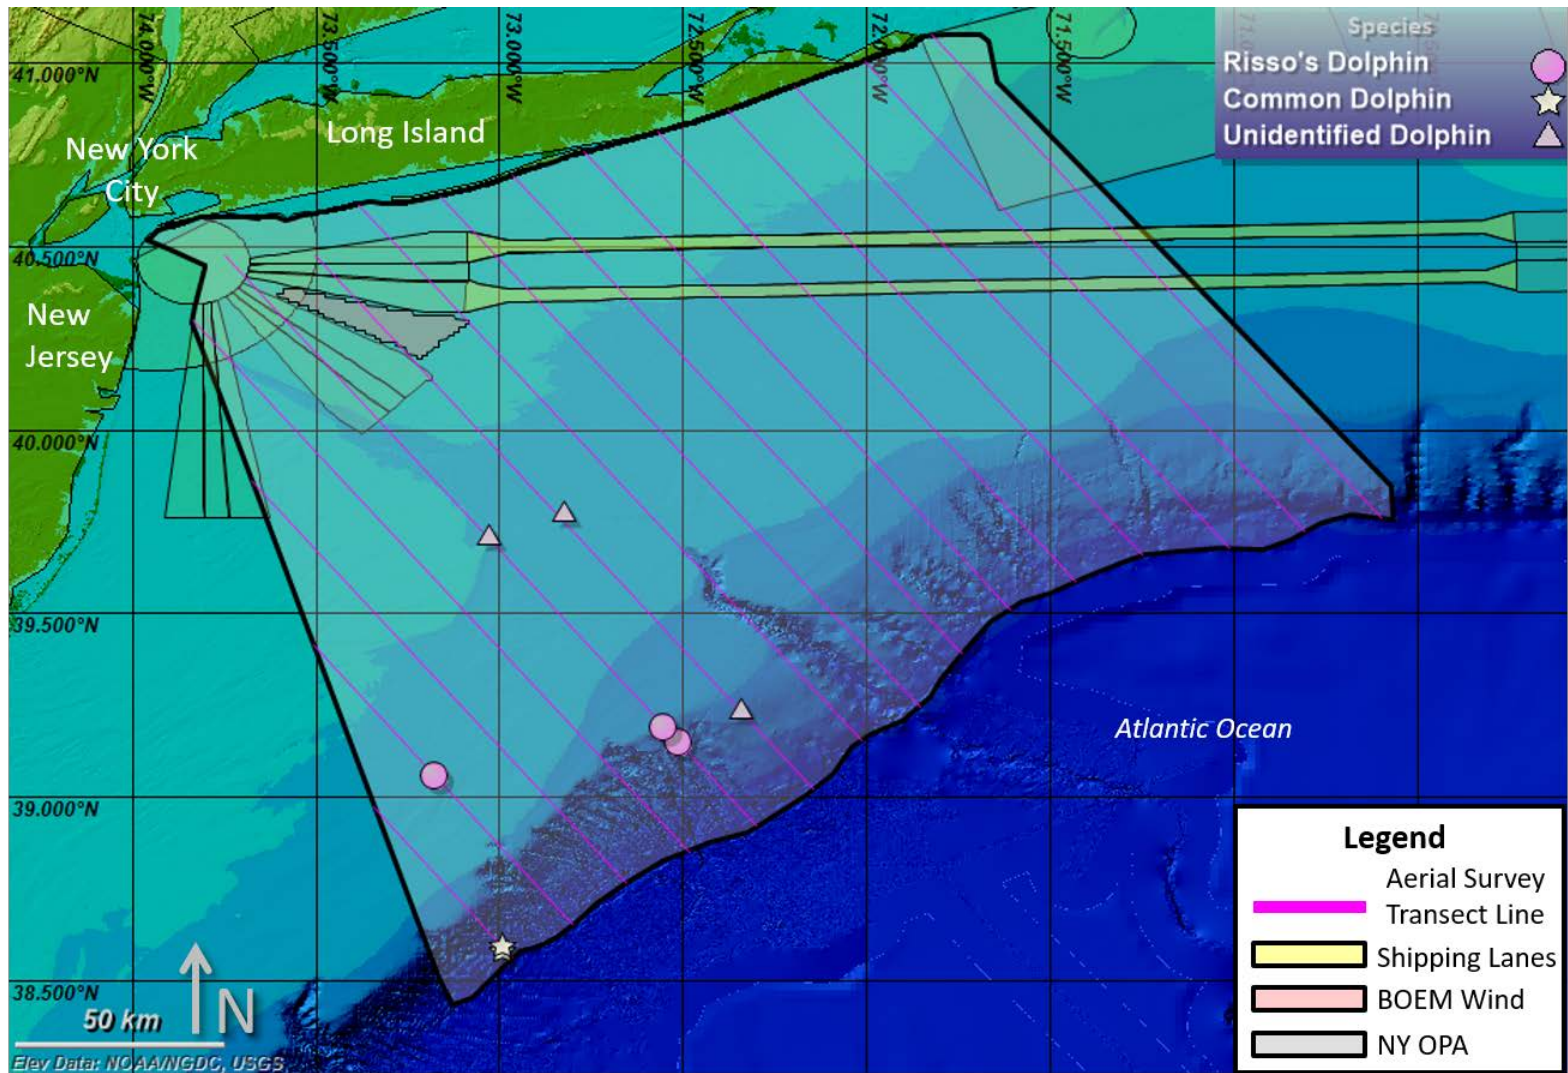 Species
Risso's Dolphin
Common Dolphin
Unidentified Dolphin
74.000°W
73.500°W
73.000°W
72.500°W
72.000°W
71.500°W
41.000°N
40.500°N
40.000°N
39.500°N
39.000°N
38.500°N
New York
City
Long Island
New
Jersey
Atlantic Ocean
Legend
Aerial Survey
Transect Line
Shipping Lanes
BOEM Wind
NY OPA
N
50 km
Elev Data: NOAA/NGDC, USGS